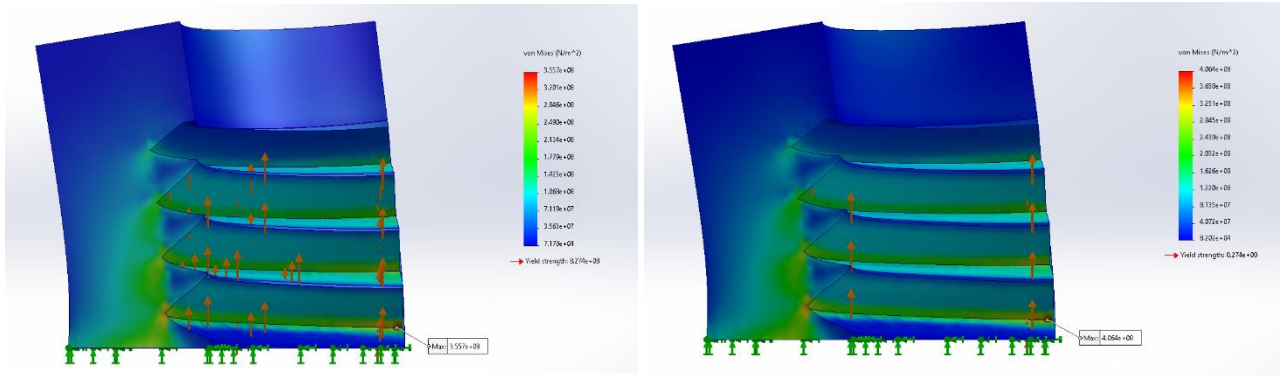 von Mises (N/m^2)
3.557e+08
3.201e+08
2.846e+08
2.490e+08
2.134e+08
1.779e+08
1.423e+08
1.068e+08
7.119e+07
3.563e+07
7.178e+04
Yield strength: 8.274e+08
Max: 3.557e+08
von Mises (N/m^2)
4.064e+08
3.658e+08
3.251e+08
2.845e+08
2.439e+08
2.032e+08
1.626e+08
1.220e+08
8.135e+07
4.072e+07
8.202e+04
Yield strength: 8.274e+08
Max: 4.064e+08